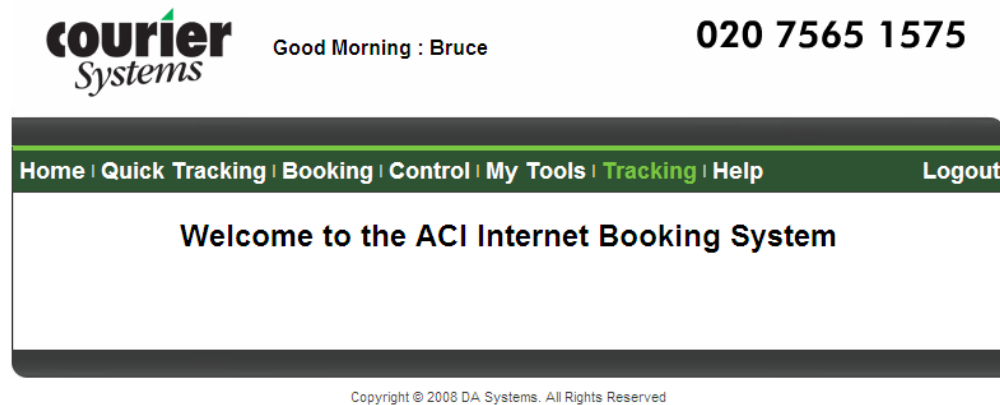 courier
Systems
Good Morning : Bruce
020 7565 1575
Home | Quick Tracking | Booking | Control | My Tools | Tracking | Help Logout
Welcome to the ACI Internet Booking System
Copyright © 2008 DA Systems. All Rights Reserved